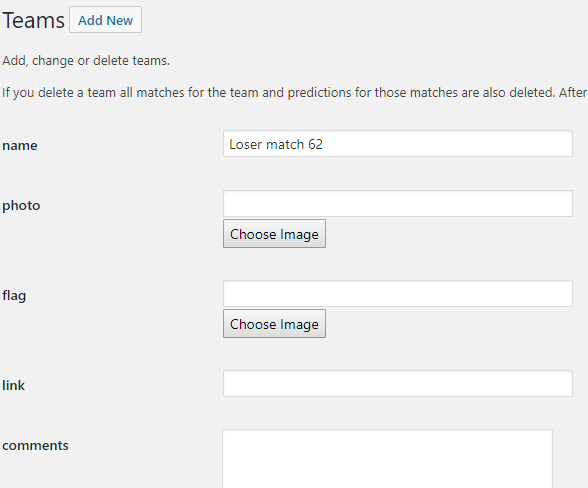 Teams Add New
Add, change or delete teams.
If you delete a team all matches for the team and predictions for those matches are also deleted. After
name Loser match 62
photo
Choose Image
flag
Choose Image
link
comments